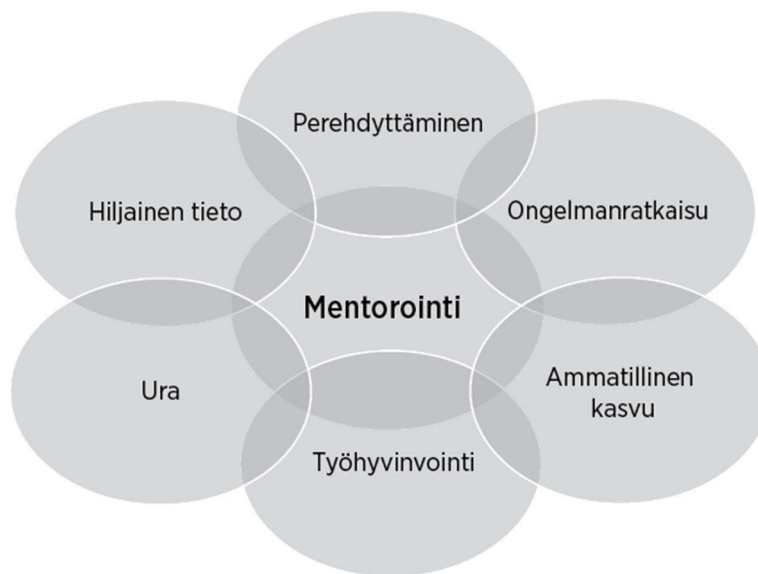 Perehdyttäminen
Hiljainen tieto
Ongelmanratkaisu
Mentorointi
Ura
Ammatillinen
kasvu
Työhyvinvointi